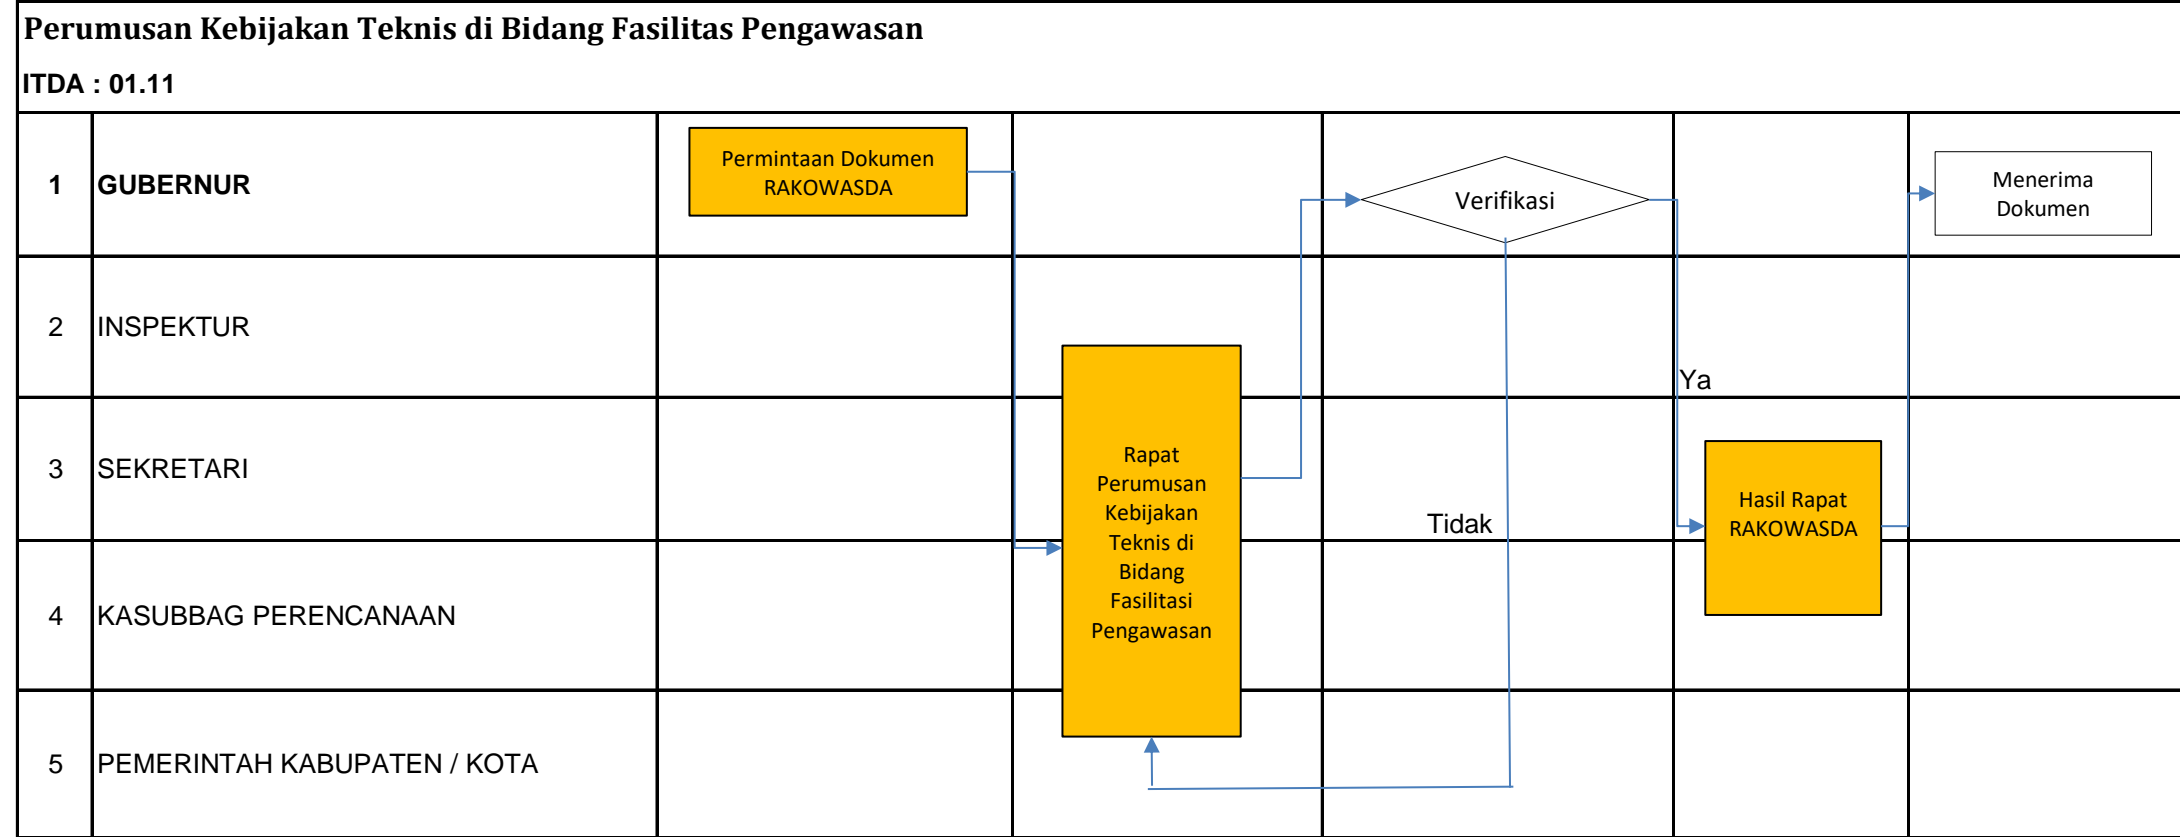 Perumusan Kebijakan Teknis di Bidang Fasilitas Pengawasan
ITDA : 01.11
1 GUBERNUR
Permintaan Dokumen
RAKOWASDA
Verifikasi
Menerima
Dokumen
2 INSPEKTUR
Ya
3 SEKRETARI
Rapat
Perumusan
Kebijakan
Teknis di
Bidang
Fasilitasi
Pengawasan
Tidak
Hasil Rapat
RAKOWASDA
4 KASUBBAG PERENCANAAN
5 PEMERINTAH KABUPATEN / KOTA